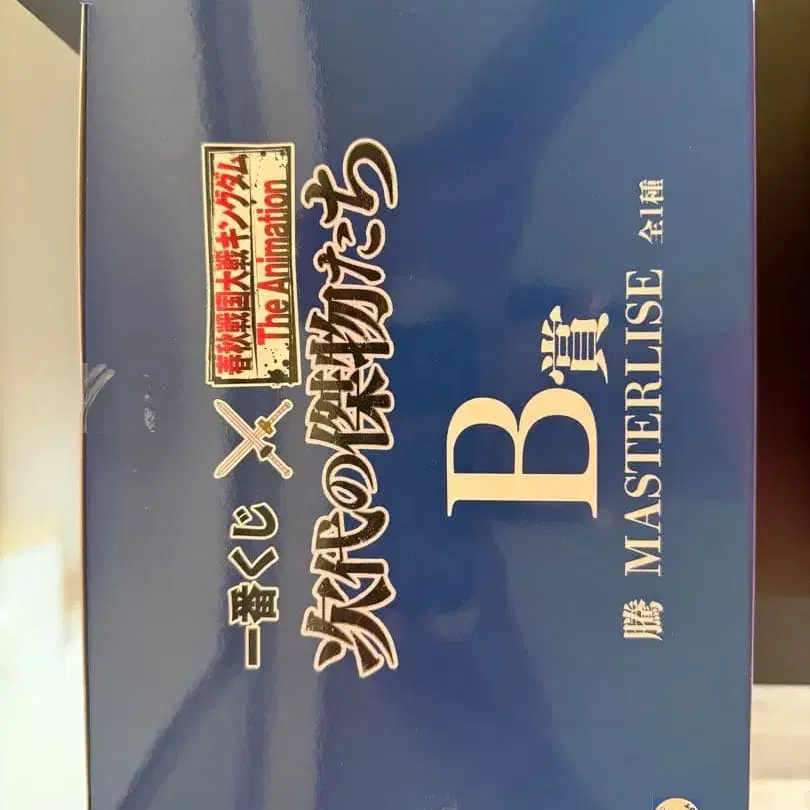 一番くじ
春秋戦国大戦キングダム
The Animation
次代の傑物たち
B賞
騰 MASTERLISE 全1種